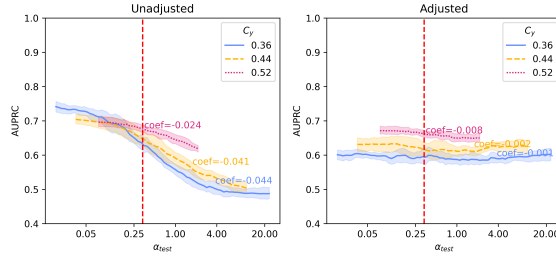 Unadjusted
1.0
0.9
0.8
0.7
0.6
0.5
0.4
AUPRC
C_y
0.36
0.44
0.52
coef=-0.024
coef=-0.041
coef=-0.044
0.05
0.25
1.00
4.00
20.00
α_test
Adjusted
1.0
0.9
0.8
0.7
0.6
0.5
0.4
AUPRC
C_y
0.36
0.44
0.52
coef=-0.008
coef=-0.002
coef=-0.001
0.05
0.25
1.00
4.00
20.00
α_test